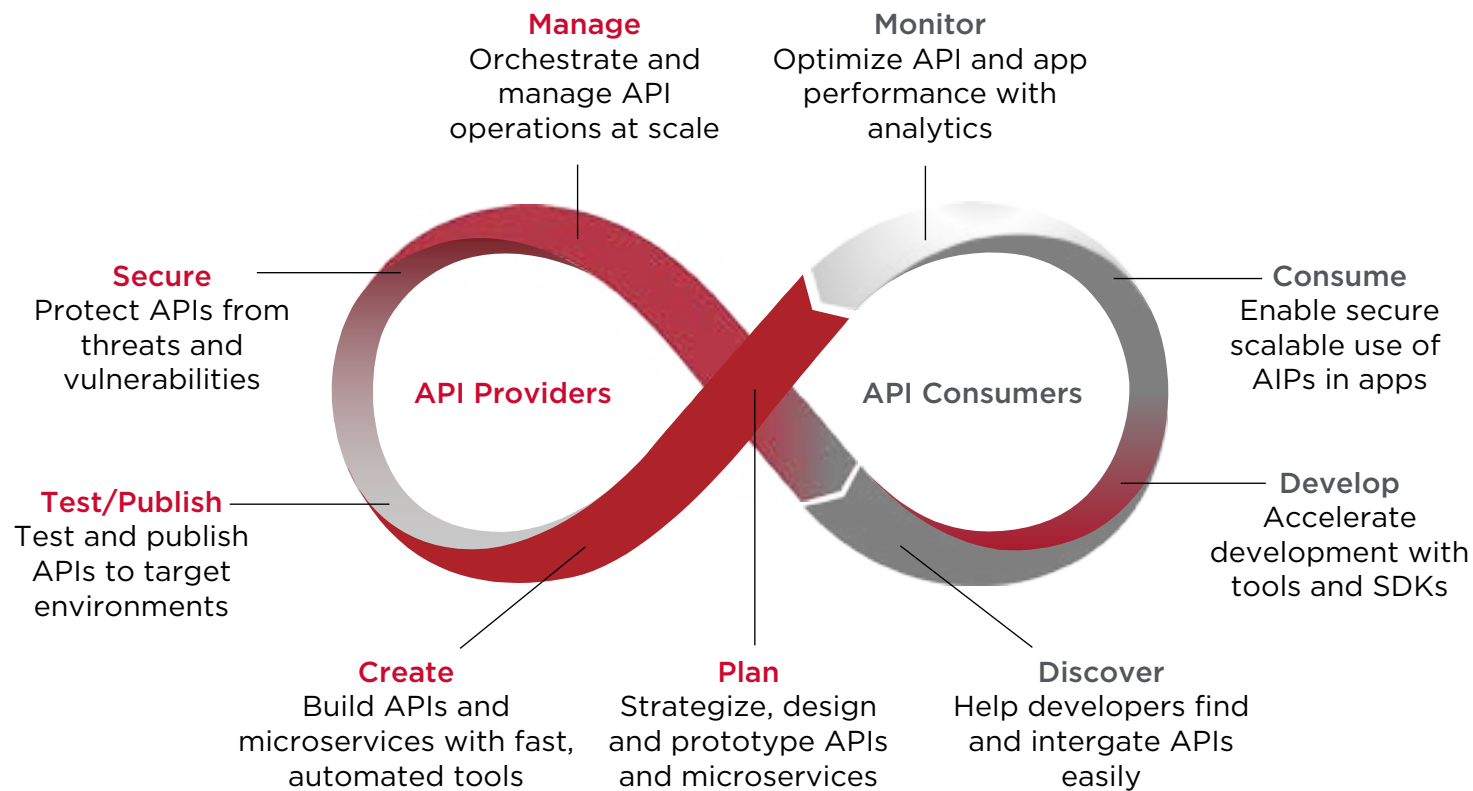 Manage
Orchestrate and
manage API
operations at scale
Monitor
Optimize API and app
performance with
analytics
Secure
Protect APIs from
threats and
vulnerabilities
API Providers
API Consumers
Consume
Enable secure
scalable use of
AIPs in apps
Test/Publish
Test and publish
APIs to target
environments
Develop
Accelerate
development with
tools and SDKs
Create
Build APIs and
microservices with fast,
automated tools
Plan
Strategize, design
and prototype APIs
and microservices
Discover
Help developers find
and intergate APIs
easily